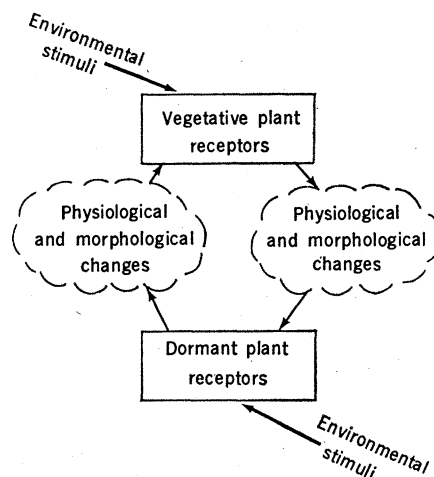 Environmental
stimuli
Vegetative plant
receptors
Physiological
and morphological
changes
Physiological
and morphological
changes
Dormant plant
receptors
Environmental
stimuli